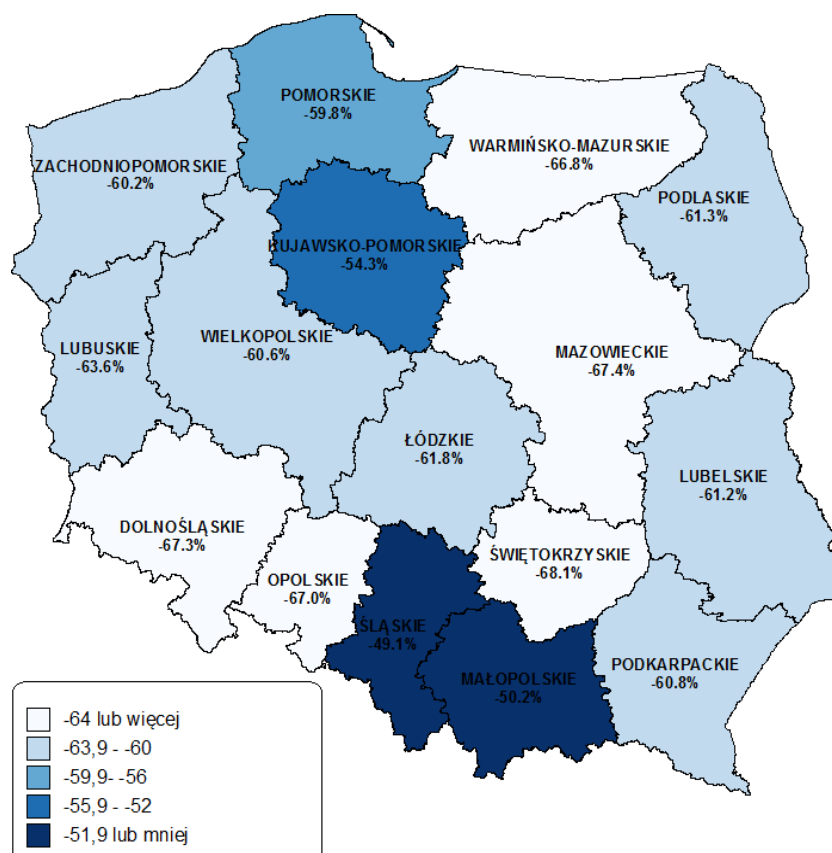 POMORSKIE
-59.8%
WARMIŃSKO-MAZURSKIE
-66.8%
ZACHODNIOPOMORSKIE
-60.2%
PODLASKIE
-61.3%
KUJAWSKO-POMORSKIE
-54.3%
LUBUSKIE
-63.6%
WIELKOPOLSKIE
-60.6%
MAZOWIECKIE
-67.4%
ŁÓDZKIE
-61.8%
LUBELSKIE
-61.2%
DOLNOŚLĄSKIE
-67.3%
OPOLSKIE
-67.0%
ŚWIĘTOKRZYSKIE
-68.1%
ŚLĄSKIE
-49.1%
MAŁOPOLSKIE
-50.2%
PODKARPACKIE
-60.8%
-64 lub więcej
-63,9 - -60
-59,9- -56
-55,9 - -52
-51,9 lub mniej